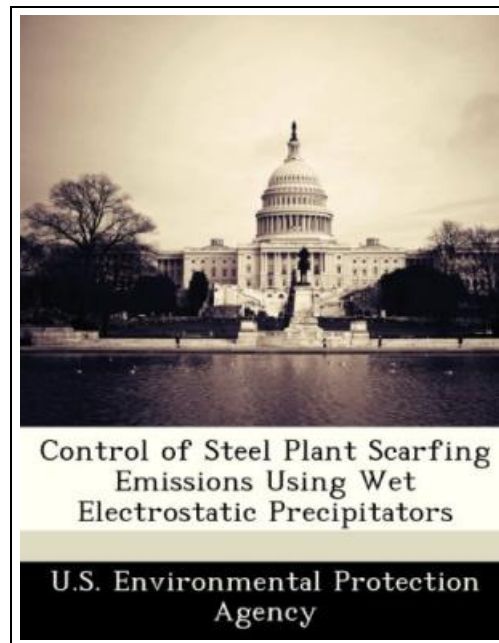 Control of Steel Plant Scarfing
Emissions Using Wet
Electrostatic Precipitators
U.S. Environmental Protection
Agency